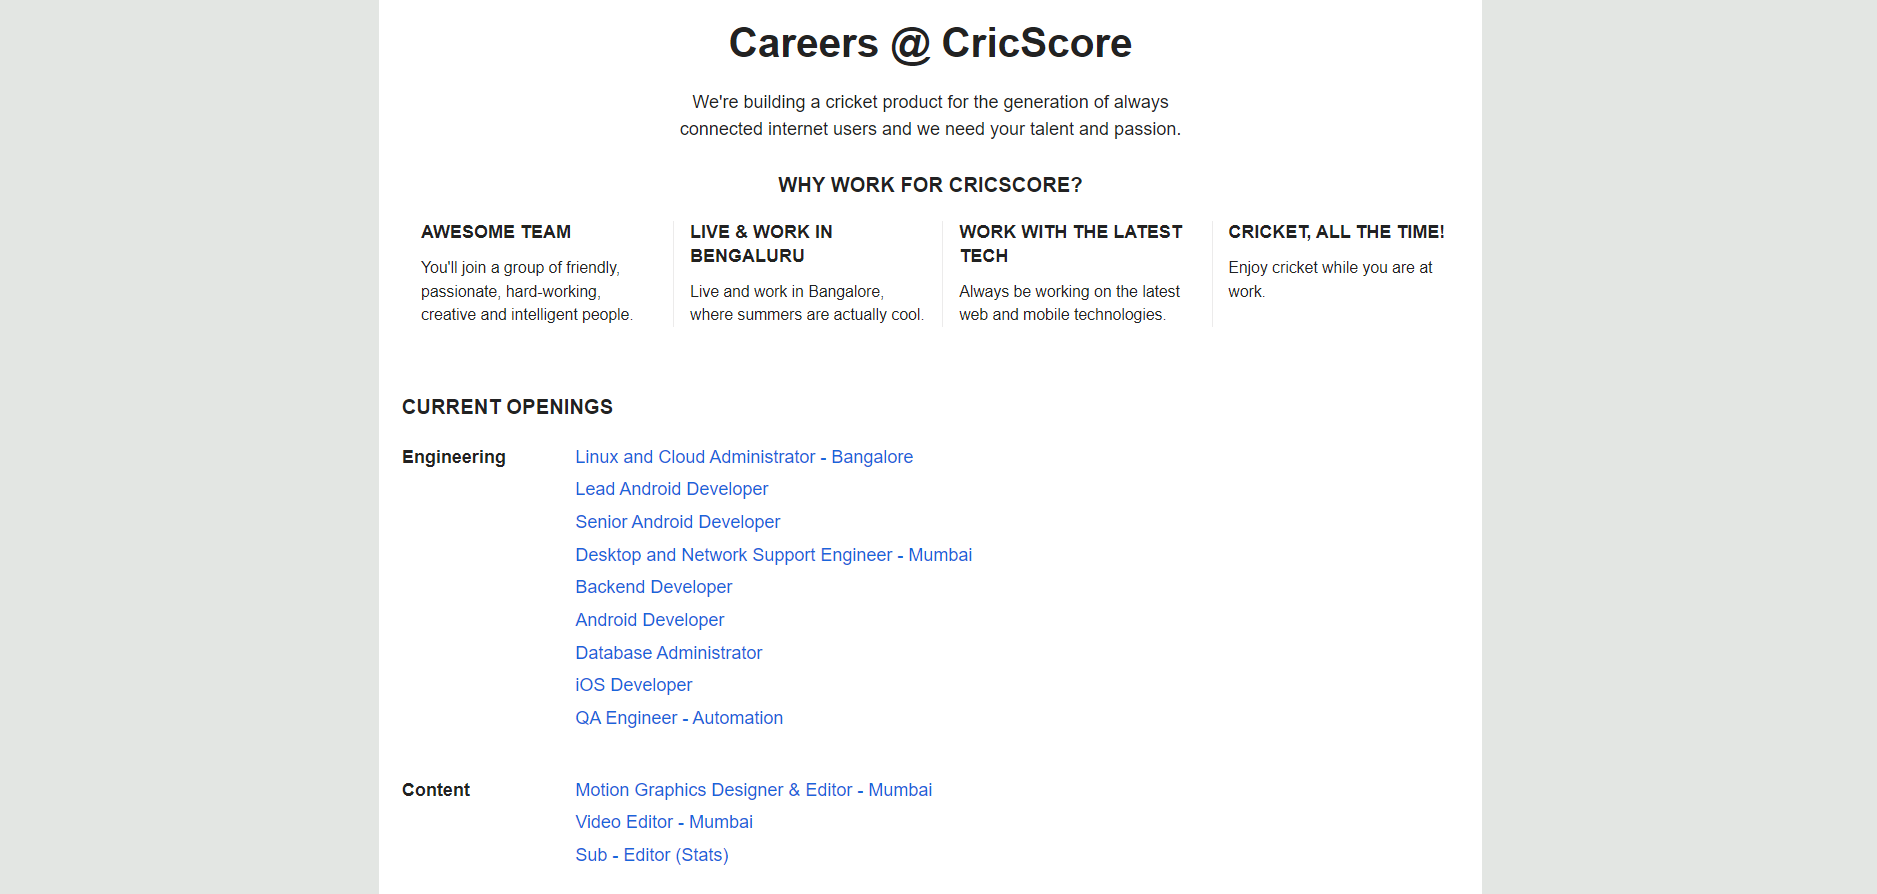 Careers @ CricScore
We're building a cricket product for the generation of always
connected internet users and we need your talent and passion.
WHY WORK FOR CRICSCORE?
AWESOME TEAM
You'll join a group of friendly,
passionate, hard-working,
creative and intelligent people.
LIVE & WORK IN
BENGALURU
Live and work in Bangalore,
where summers are actually cool.
WORK WITH THE LATEST
TECH
Always be working on the latest
web and mobile technologies.
CRICKET, ALL THE TIME!
Enjoy cricket while you are at
work.
CURRENT OPENINGS
Engineering
Linux and Cloud Administrator - Bangalore
Lead Android Developer
Senior Android Developer
Desktop and Network Support Engineer - Mumbai
Backend Developer
Android Developer
Database Administrator
iOS Developer
QA Engineer - Automation
Content
Motion Graphics Designer & Editor - Mumbai
Video Editor - Mumbai
Sub - Editor (Stats)